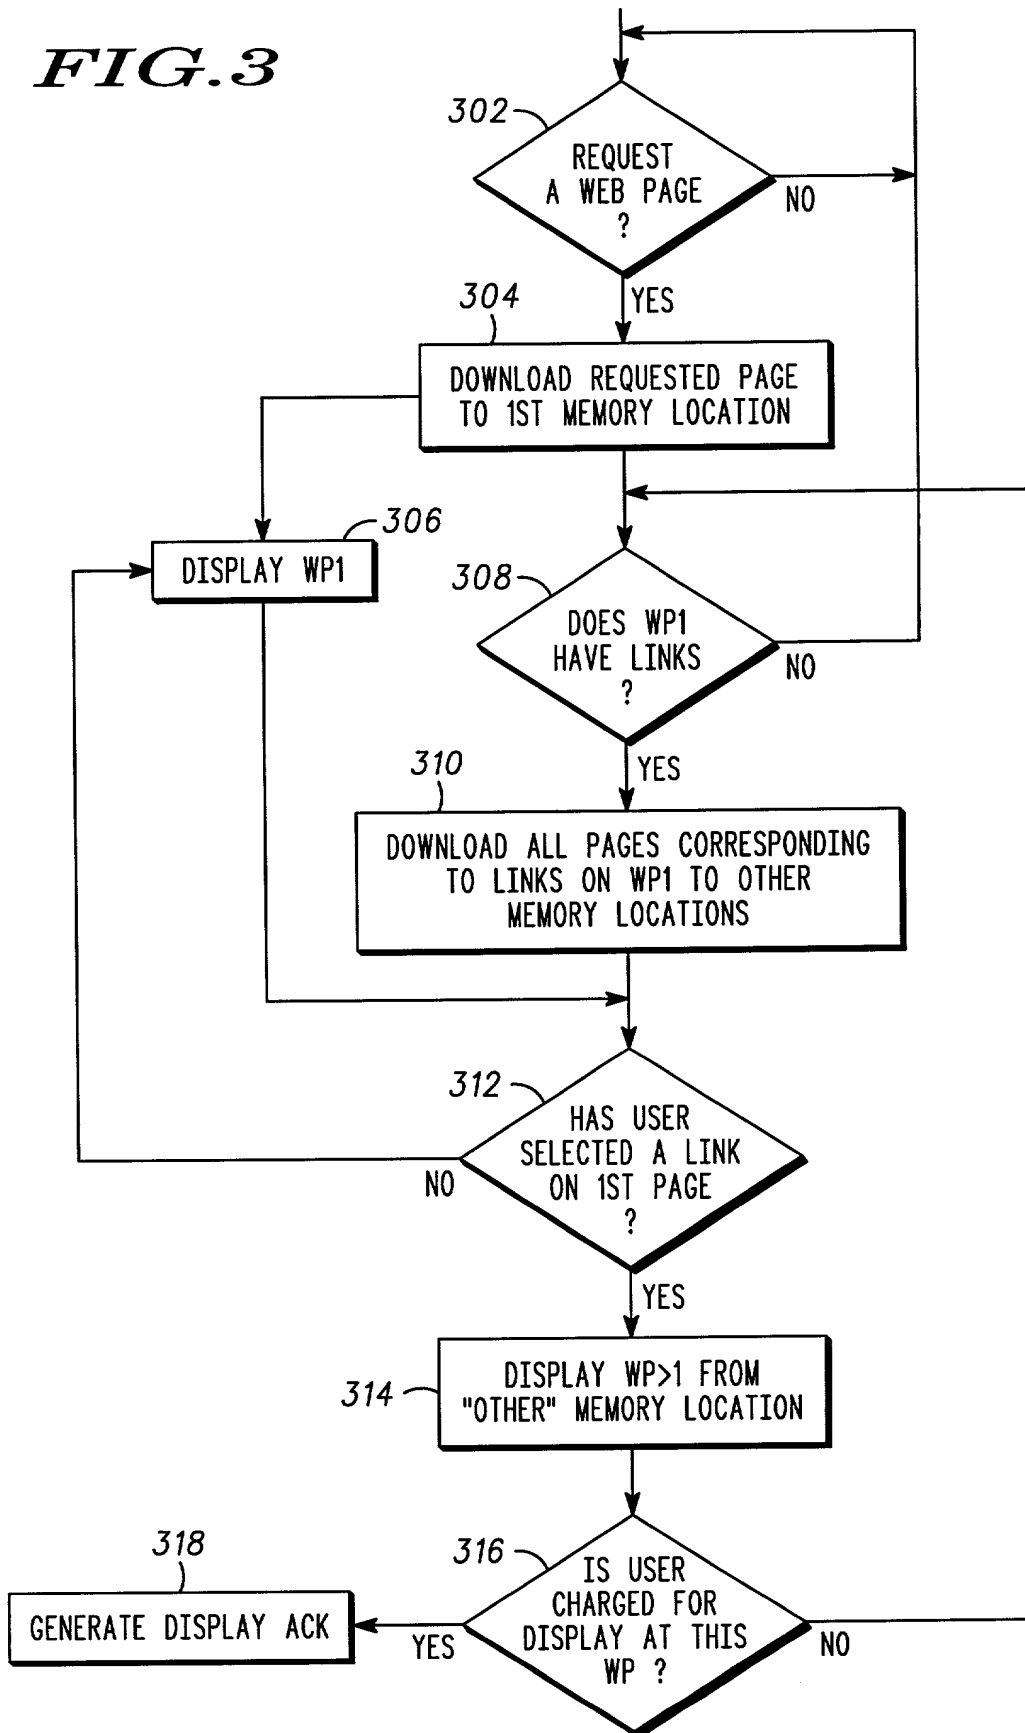 FIG.3
302
REQUEST
A WEB PAGE
?
NO
YES
304
DOWNLOAD REQUESTED PAGE
TO 1ST MEMORY LOCATION
306
DISPLAY WP1
308
DOES WP1
HAVE LINKS
?
NO
YES
310
DOWNLOAD ALL PAGES CORRESPONDING
TO LINKS ON WP1 TO OTHER
MEMORY LOCATIONS
312
HAS USER
SELECTED A LINK
ON 1ST PAGE
?
NO
YES
314
DISPLAY WP>1 FROM
"OTHER" MEMORY LOCATION
316
IS USER
CHARGED FOR
DISPLAY AT THIS
WP ?
YES
NO
318
GENERATE DISPLAY ACK